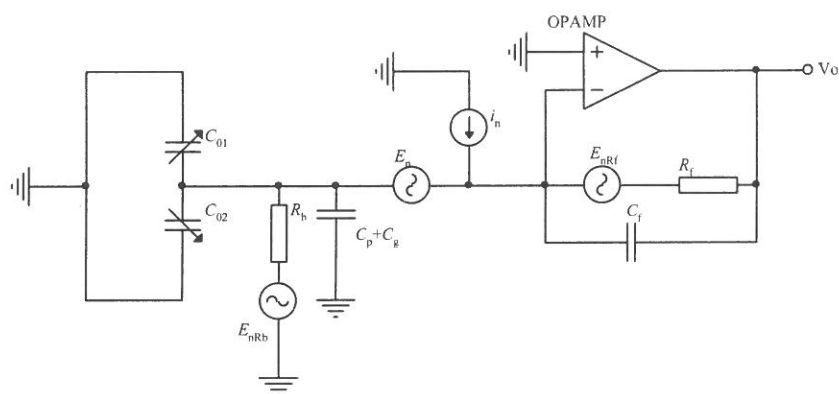 OPAMP
+
−
Vo
C01
in
En
EnRf
Rf
C02
Rb
Cp+Cg
Cf
EnRb